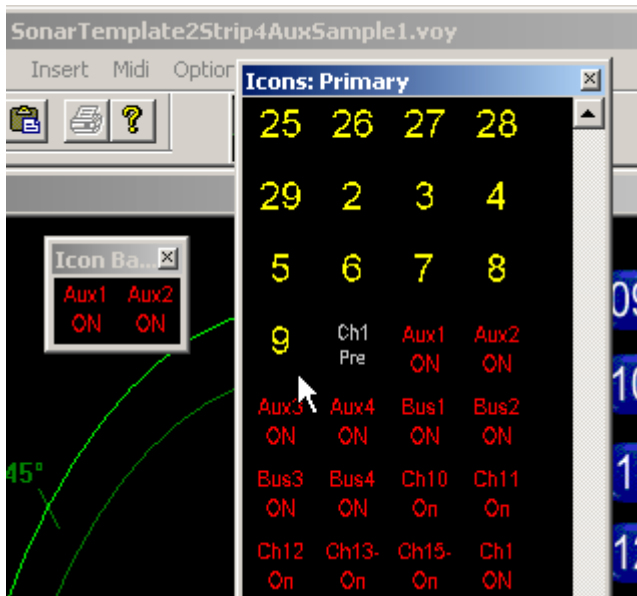 SonarTemplate2Strip4AuxSample1.voy
Insert Midi Option
Icons: Primary
25 26 27 28
29 2 3 4
Icon Ba...
5 6 7 8
Aux1 Aux2
ON ON
9 Ch1 Aux1 Aux2
Pre ON ON
Aux3 Aux4 Bus1 Bus2
ON ON ON ON
45°
Bus3 Bus4 Ch10 Ch11
ON ON On On
Ch12 Ch13- Ch15- Ch1
On On On ON
09
10